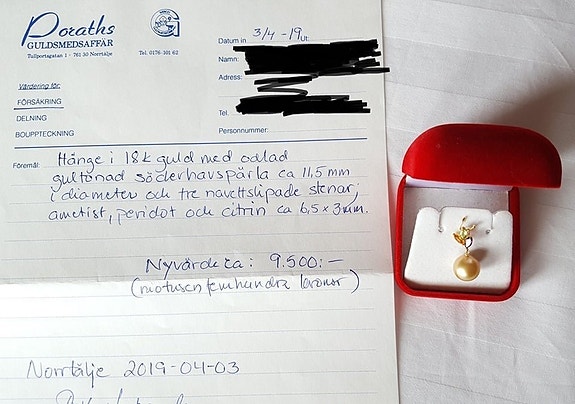 Poraths
GULDSMEDSAFFÄR
Tullportsgatan 1 - 761 30 Norrtälje
Tel. 0176-101 62
Datum in 3/4 -19 Ut
Namn:
Adress:
Tel.
Personnummer:
Värdering för:
FÖRSÄKRING
DELNING
BOUPPTECKNING
Föremål: Hänge i 18k guld med odlad
gultonad söderhavspärla ca 11,5 mm
i diameter och tre navettslipade stenar;
ametist, peridot och citrin ca 6,5 x 3 mm.
Nyvärde ca: 9.500:-
(niotusenfemhundra kronor)
Norrtälje 2019-04-03